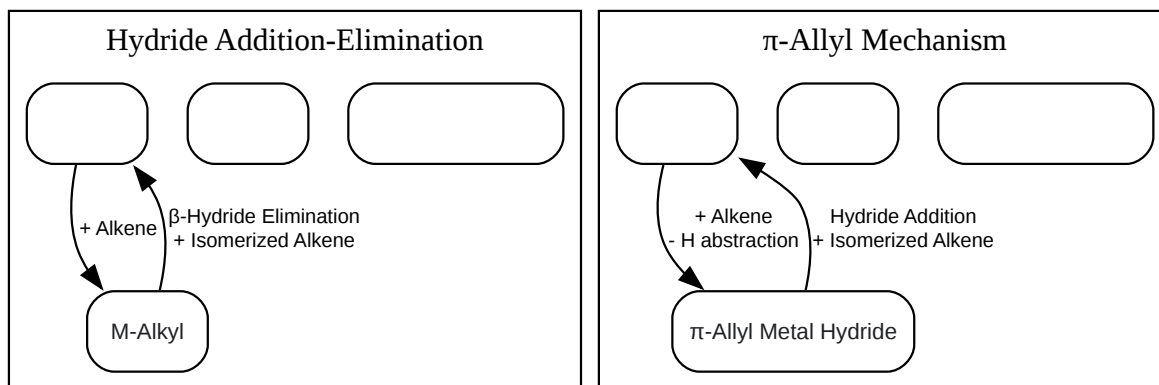 Hydride Addition-Elimination
+ Alkene
β-Hydride Elimination
+ Isomerized Alkene
M-Alkyl
π-Allyl Mechanism
+ Alkene
- H abstraction
Hydride Addition
+ Isomerized Alkene
π-Allyl Metal Hydride